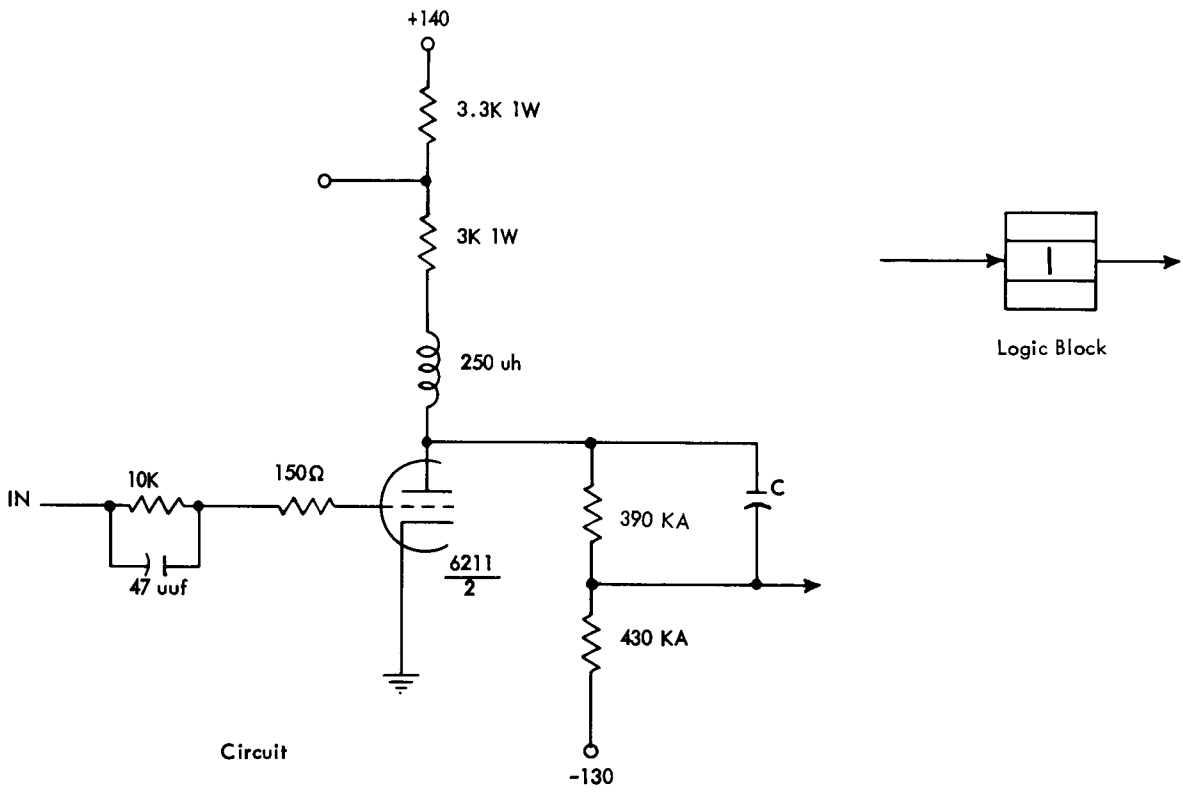 +140
3.3K 1W
3K 1W
I
Logic Block
250 uh
10K
150Ω
IN
C
390 KA
47 uuf
6211
2
430 KA
Circuit
-130